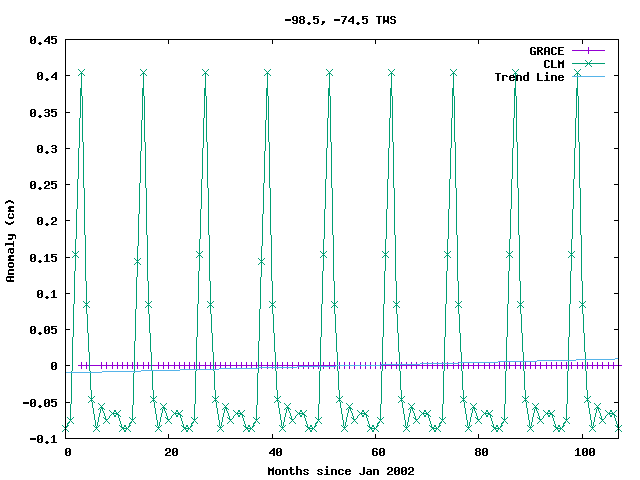 -98.5, -74.5 TWS
0.45
0.4
0.35
0.3
0.25
0.2
0.15
0.1
0.05
0
-0.05
-0.1
Anomaly (cm)
GRACE
CLM
Trend Line
0 20 40 60 80 100
Months since Jan 2002